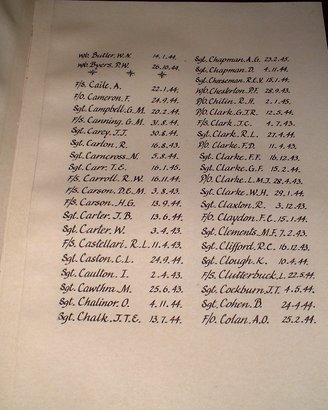 W/O. Butler. W.N. 14.1.44.
W/O. Byers. P.W. 26.10.44.
F/S. Caile. A. 22.1.44.
F/O. Cameron. F. 24.9.44.
Sgt. Campbell. G.M. 20.2.44.
F/S. Canning. G.M. 31.8.44.
Sgt. Carey. J.J. 30.8.44.
Sgt. Carlon. R. 16.8.43.
Sgt. Carncross. N. 5.8.44.
Sgt. Carr. T.E. 16.1.45.
F/S. Carroll. R.W. 16.11.44.
F/S. Carson. D.E.M. 3.8.43.
F/S. Carson. H.G. 13.9.44.
Sgt. Carter. J.B. 13.6.44.
Sgt. Carter. W. 3.4.43.
F/S. Castellari. R.L. 11.4.43.
Sgt. Caston. C.L. 24.9.44.
Sgt. Caullon. I. 2.4.43.
Sgt. Cawthra. M. 25.6.43.
Sgt. Chalinor. O. 4.11.44.
Sgt. Chalk. J.T.E. 13.7.44.
Sgt. Chapman. A.G. 23.2.45.
Sgt. Chapman. D. 4.11.44.
Sgt. Cheeseman. R.E.V. 15.1.44.
W/O. Chesterton. P.F. 28.9.43.
P/O. Chilin. R.H. 2.1.45.
P/O. Clark. G.T.R. 12.5.44.
F/S. Clark. T.C. 4.7.43.
Sgt. Clark. R.L. 27.4.44.
P/O. Clarke. F.D. 11.4.43.
Sgt. Clarke. F.F. 16.12.43.
Sgt. Clarke. G.F. 15.2.44.
P/O. Clarke. L.M.J. 28.4.43.
Sgt. Clarke. W.H. 29.1.44.
Sgt. Claxton. R. 3.12.43.
F/O. Claydon. F.C. 15.1.44.
Sgt. Clements. M.F. 7.2.43.
Sgt. Clifford. R.C. 16.12.43.
Sgt. Clough. K. 10.4.44.
F/S. Clutterbuck. L. 22.5.44.
Sgt. Cockburn. J.T. 4.5.44.
Sgt. Cohen. B. 24.4.44.
F/O. Colan. A.O. 25.2.44.